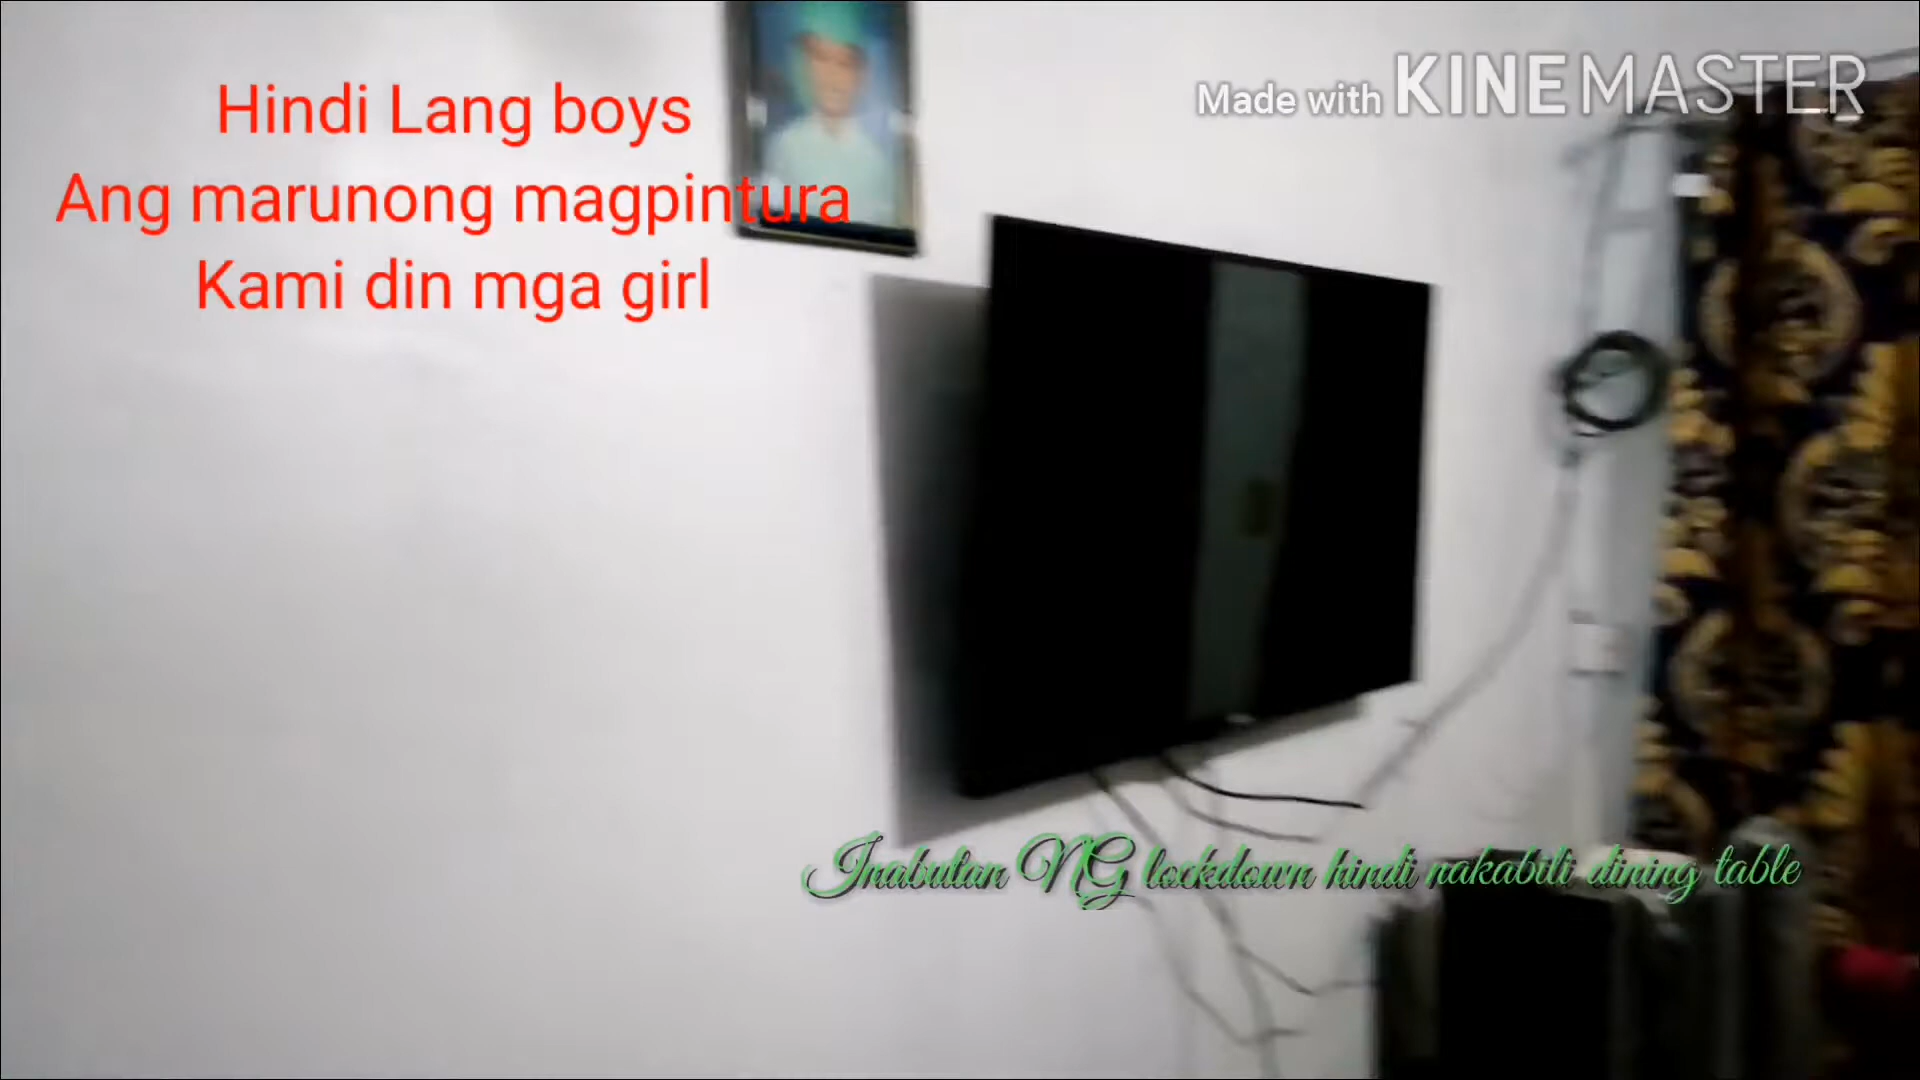 Hindi Lang boys
Ang marunong magpintura
Kami din mga girl
Made with KINEMASTER
Inabutan NG lockdown hindi nakabili dining table